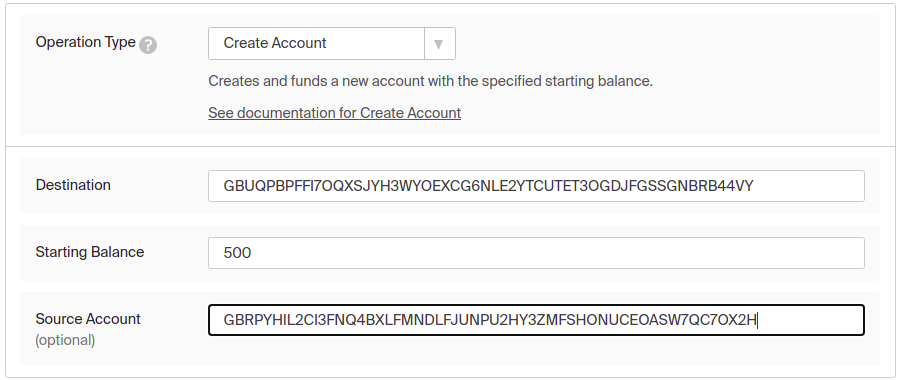 Operation Type ?
Create Account
Creates and funds a new account with the specified starting balance.
See documentation for Create Account
Destination
GBUQPBPFFI7OQXSJYH3WYOEXCG6NLE2YTCUTET3OGDJFGSSGNBRB44VY
Starting Balance
500
Source Account
(optional)
GBRPYHIL2CI3FNQ4BXLFMNDLFJUNPU2HY3ZMFSHONUCEOASW7QC7OX2H